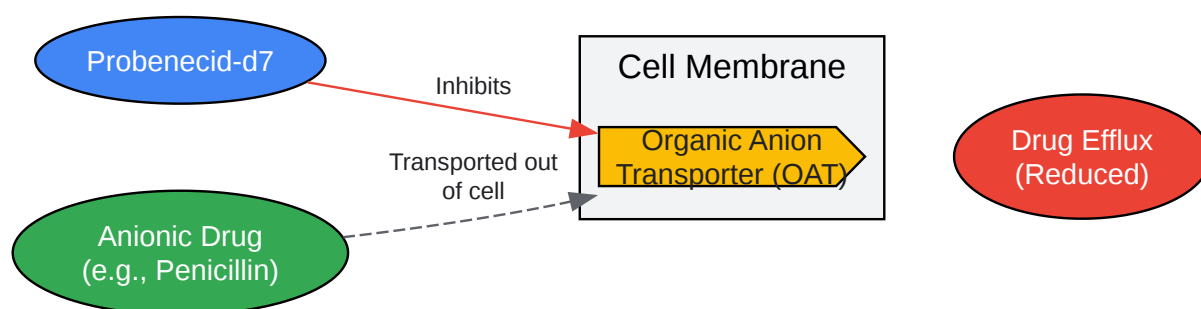 Probenecid-d7
Inhibits
Cell Membrane
Organic Anion
Transporter (OAT)
Drug Efflux
(Reduced)
Transported out
of cell
Anionic Drug
(e.g., Penicillin)